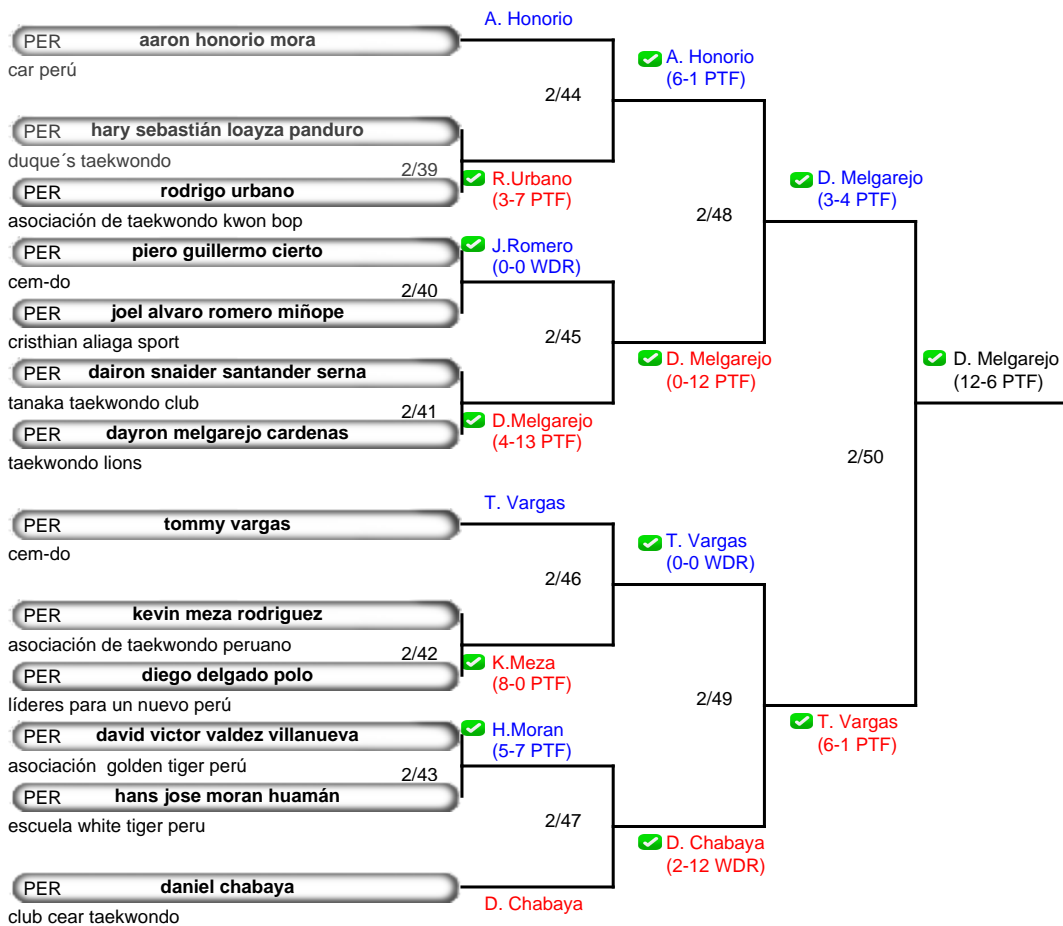 A. Honorio
PER aaron honorio mora
car perú
A. Honorio
(6-1 PTF)
2/44
PER hary sebastián loayza panduro
duque´s taekwondo
2/39
PER rodrigo urbano
asociación de taekwondo kwon bop
R.Urbano
(3-7 PTF)
D. Melgarejo
(3-4 PTF)
2/48
PER piero guillermo cierto
cem-do
J.Romero
(0-0 WDR)
2/40
PER joel alvaro romero miñope
cristhian aliaga sport
2/45
PER dairon snaider santander serna
tanaka taekwondo club
D. Melgarejo
(0-12 PTF)
D. Melgarejo
(12-6 PTF)
2/41
PER dayron melgarejo cardenas
taekwondo lions
D.Melgarejo
(4-13 PTF)
2/50
T. Vargas
PER tommy vargas
cem-do
T. Vargas
(0-0 WDR)
2/46
PER kevin meza rodriguez
asociación de taekwondo peruano
2/42
PER diego delgado polo
líderes para un nuevo perú
K.Meza
(8-0 PTF)
2/49
PER david victor valdez villanueva
asociación  golden tiger perú
H.Moran
(5-7 PTF)
T. Vargas
(6-1 PTF)
2/43
PER hans jose moran huamán
escuela white tiger peru
2/47
D. Chabaya
(2-12 WDR)
PER daniel chabaya
club cear taekwondo
D. Chabaya